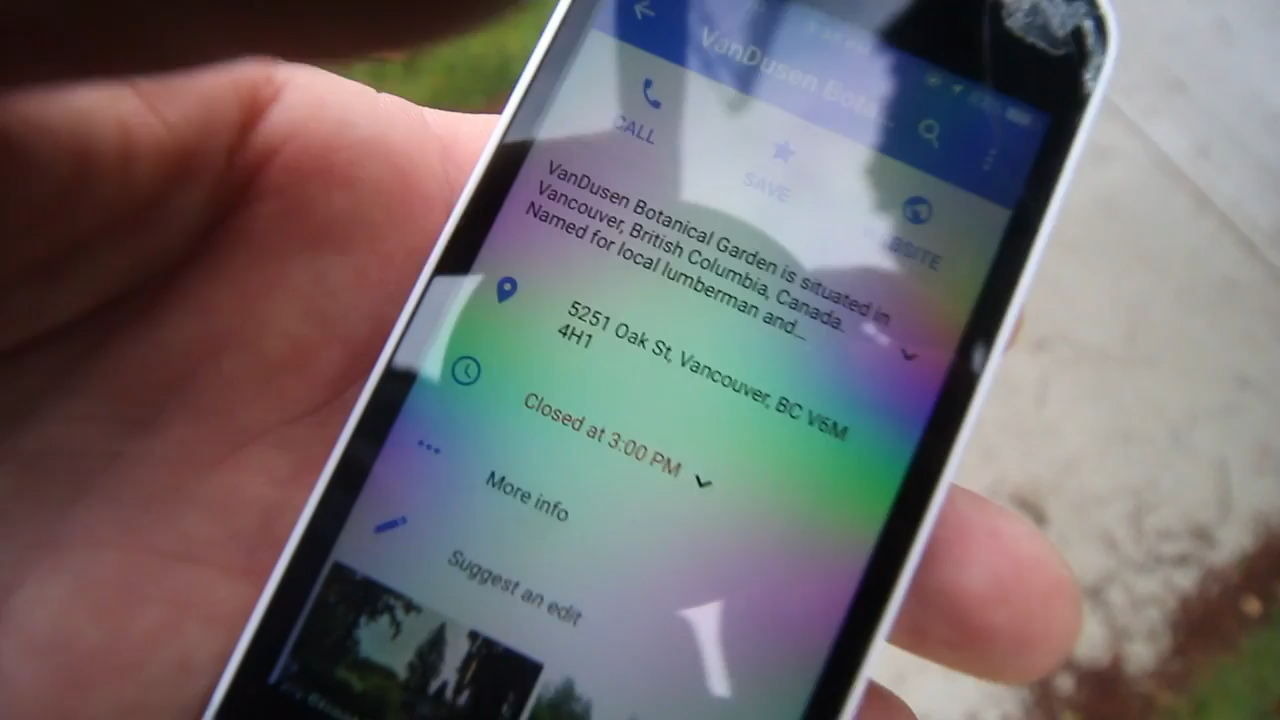 VanDusen Bota...
CALL
SAVE
WEBSITE
VanDusen Botanical Garden is situated in
Vancouver, British Columbia, Canada.
Named for local lumberman and...
5251 Oak St, Vancouver, BC V6M
4H1
Closed at 3:00 PM
More info
Suggest an edit